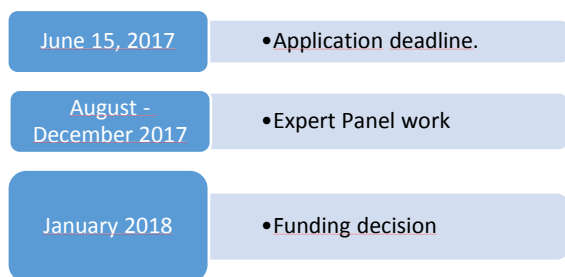 June 15, 2017
•Application deadline.
August -
December 2017
•Expert Panel work
January 2018
•Funding decision